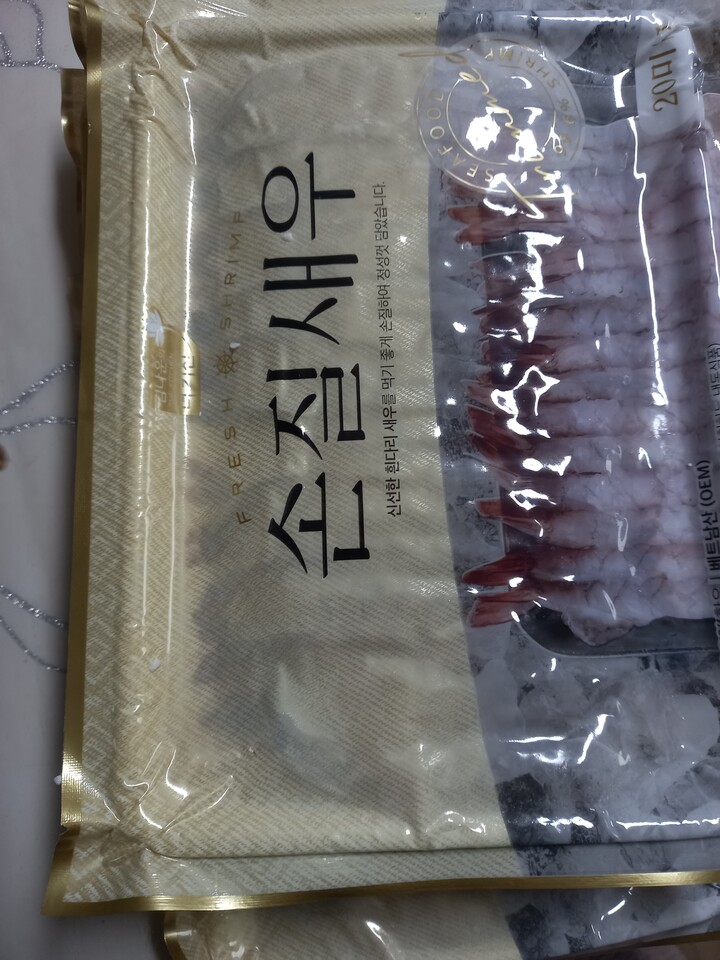 FRESH SHRIMP
손질새우
신선한 흰다리 새우를 먹기 좋게 손질하여 정성껏 담았습니다.
SEAFOOD
SHRIMP
20미
베트남산 (OEM)